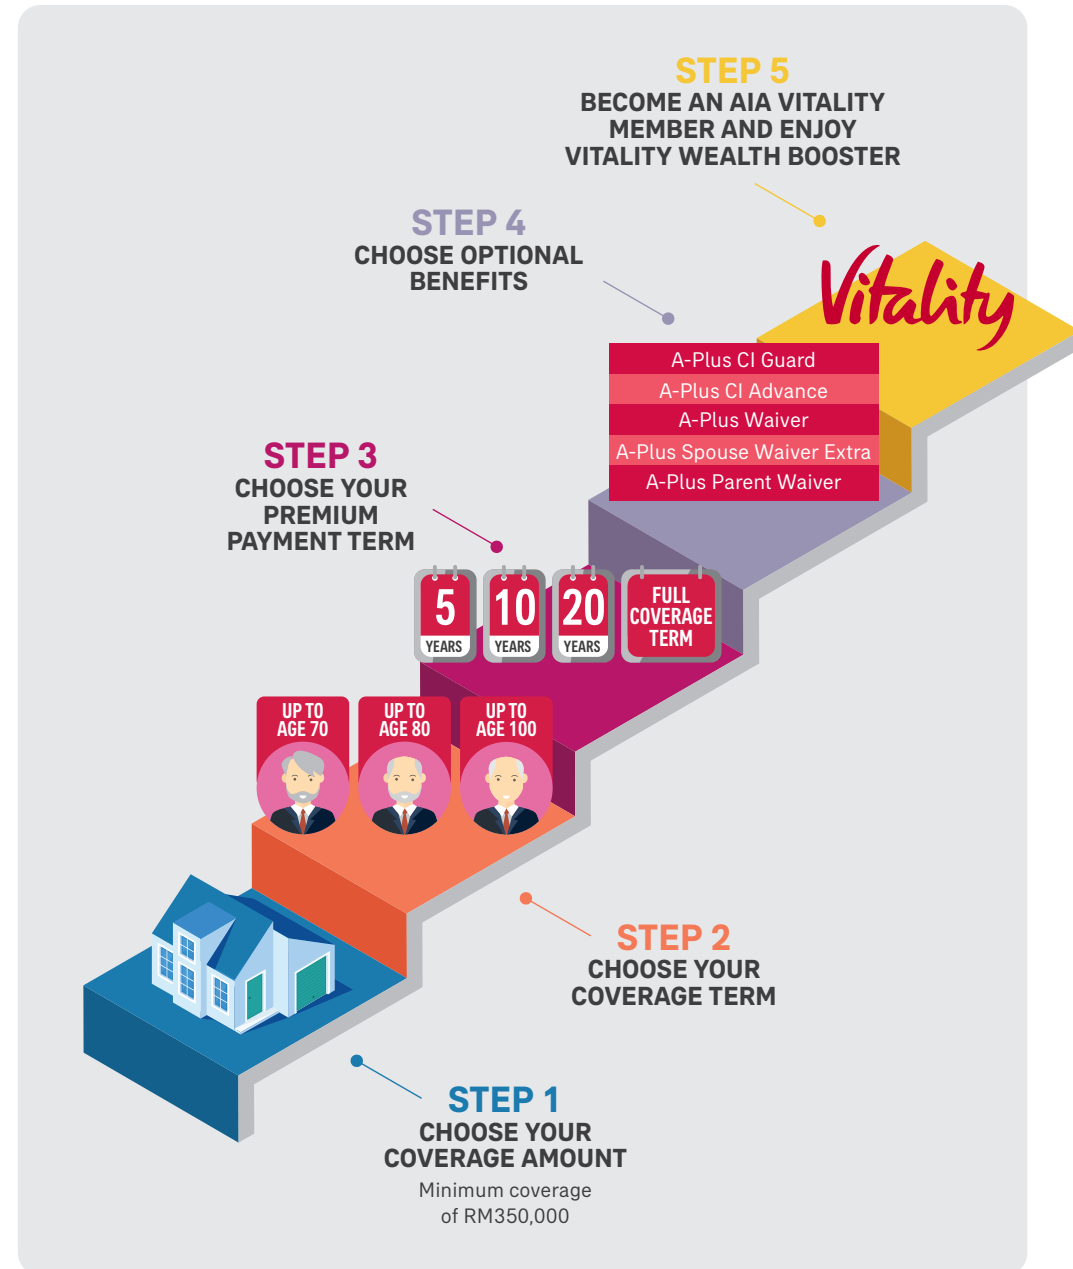 STEP 5
BECOME AN AIA VITALITY
MEMBER AND ENJOY
VITALITY WEALTH BOOSTER
STEP 4
CHOOSE OPTIONAL
BENEFITS
Vitality
A-Plus CI Guard
A-Plus CI Advance
A-Plus Waiver
A-Plus Spouse Waiver Extra
A-Plus Parent Waiver
STEP 3
CHOOSE YOUR
PREMIUM
PAYMENT TERM
5
YEARS
10
YEARS
20
YEARS
FULL
COVERAGE
TERM
UP TO
AGE 70
UP TO
AGE 80
UP TO
AGE 100
STEP 2
CHOOSE YOUR
COVERAGE TERM
STEP 1
CHOOSE YOUR
COVERAGE AMOUNT
Minimum coverage
of RM350,000